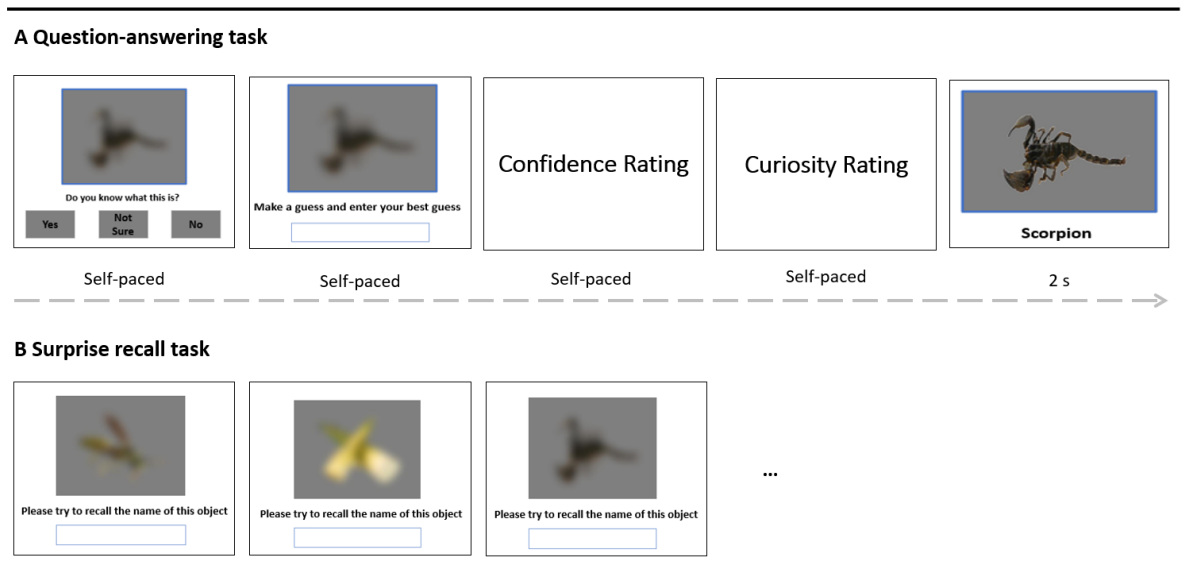 A Question-answering task
Do you know what this is?
Yes
Not
Sure
No
Make a guess and enter your best guess
Confidence Rating
Curiosity Rating
Scorpion
Self-paced
Self-paced
Self-paced
Self-paced
2 s
B Surprise recall task
Please try to recall the name of this object
Please try to recall the name of this object
Please try to recall the name of this object
...